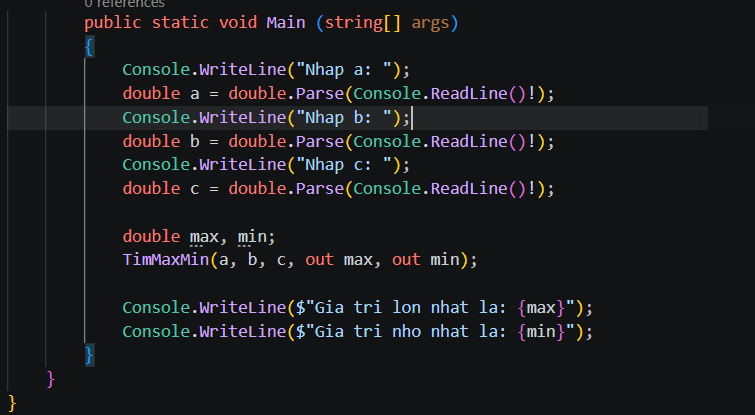 0 references
public static void Main (string[] args)
{
Console.WriteLine("Nhap a: ");
double a = double.Parse(Console.ReadLine()!);
Console.WriteLine("Nhap b: ");
double b = double.Parse(Console.ReadLine()!);
Console.WriteLine("Nhap c: ");
double c = double.Parse(Console.ReadLine()!);
double max, min;
TimMaxMin(a, b, c, out max, out min);
Console.WriteLine($"Gia tri lon nhat la: {max}");
Console.WriteLine($"Gia tri nho nhat la: {min}");
}
}
}